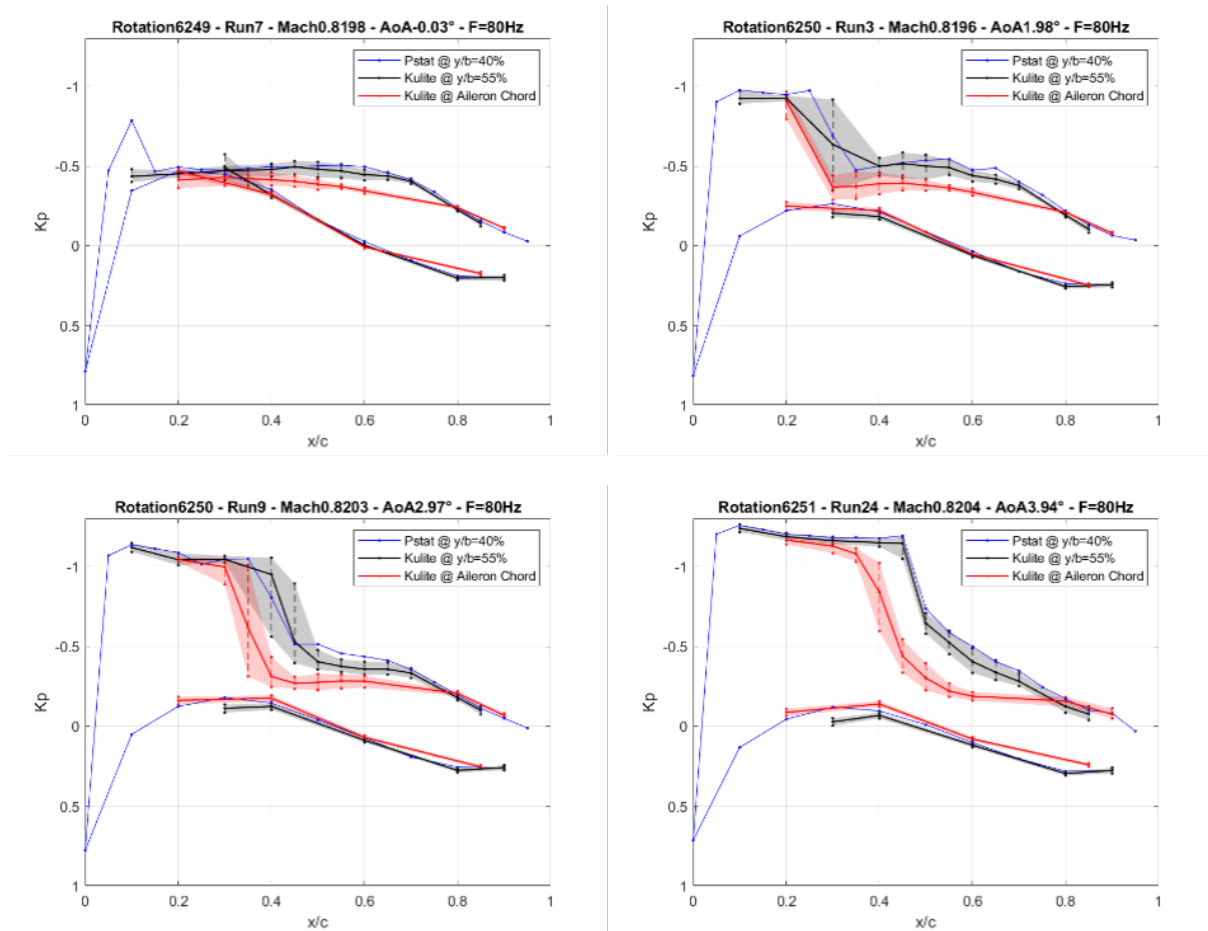 Rotation6249 - Run7 - Mach0.8198 - AoA-0.03° - F=80Hz
Pstat @ y/b=40%
Kulite @ y/b=55%
Kulite @ Aileron Chord
-1
-0.5
0
0.5
1
Kp
0
0.2
0.4
0.6
0.8
1
x/c
Rotation6250 - Run3 - Mach0.8196 - AoA1.98° - F=80Hz
Pstat @ y/b=40%
Kulite @ y/b=55%
Kulite @ Aileron Chord
-1
-0.5
0
0.5
1
Kp
0
0.2
0.4
0.6
0.8
1
x/c
Rotation6250 - Run9 - Mach0.8203 - AoA2.97° - F=80Hz
Pstat @ y/b=40%
Kulite @ y/b=55%
Kulite @ Aileron Chord
-1
-0.5
0
0.5
1
Kp
0
0.2
0.4
0.6
0.8
1
x/c
Rotation6251 - Run24 - Mach0.8204 - AoA3.94° - F=80Hz
Pstat @ y/b=40%
Kulite @ y/b=55%
Kulite @ Aileron Chord
-1
-0.5
0
0.5
1
Kp
0
0.2
0.4
0.6
0.8
1
x/c